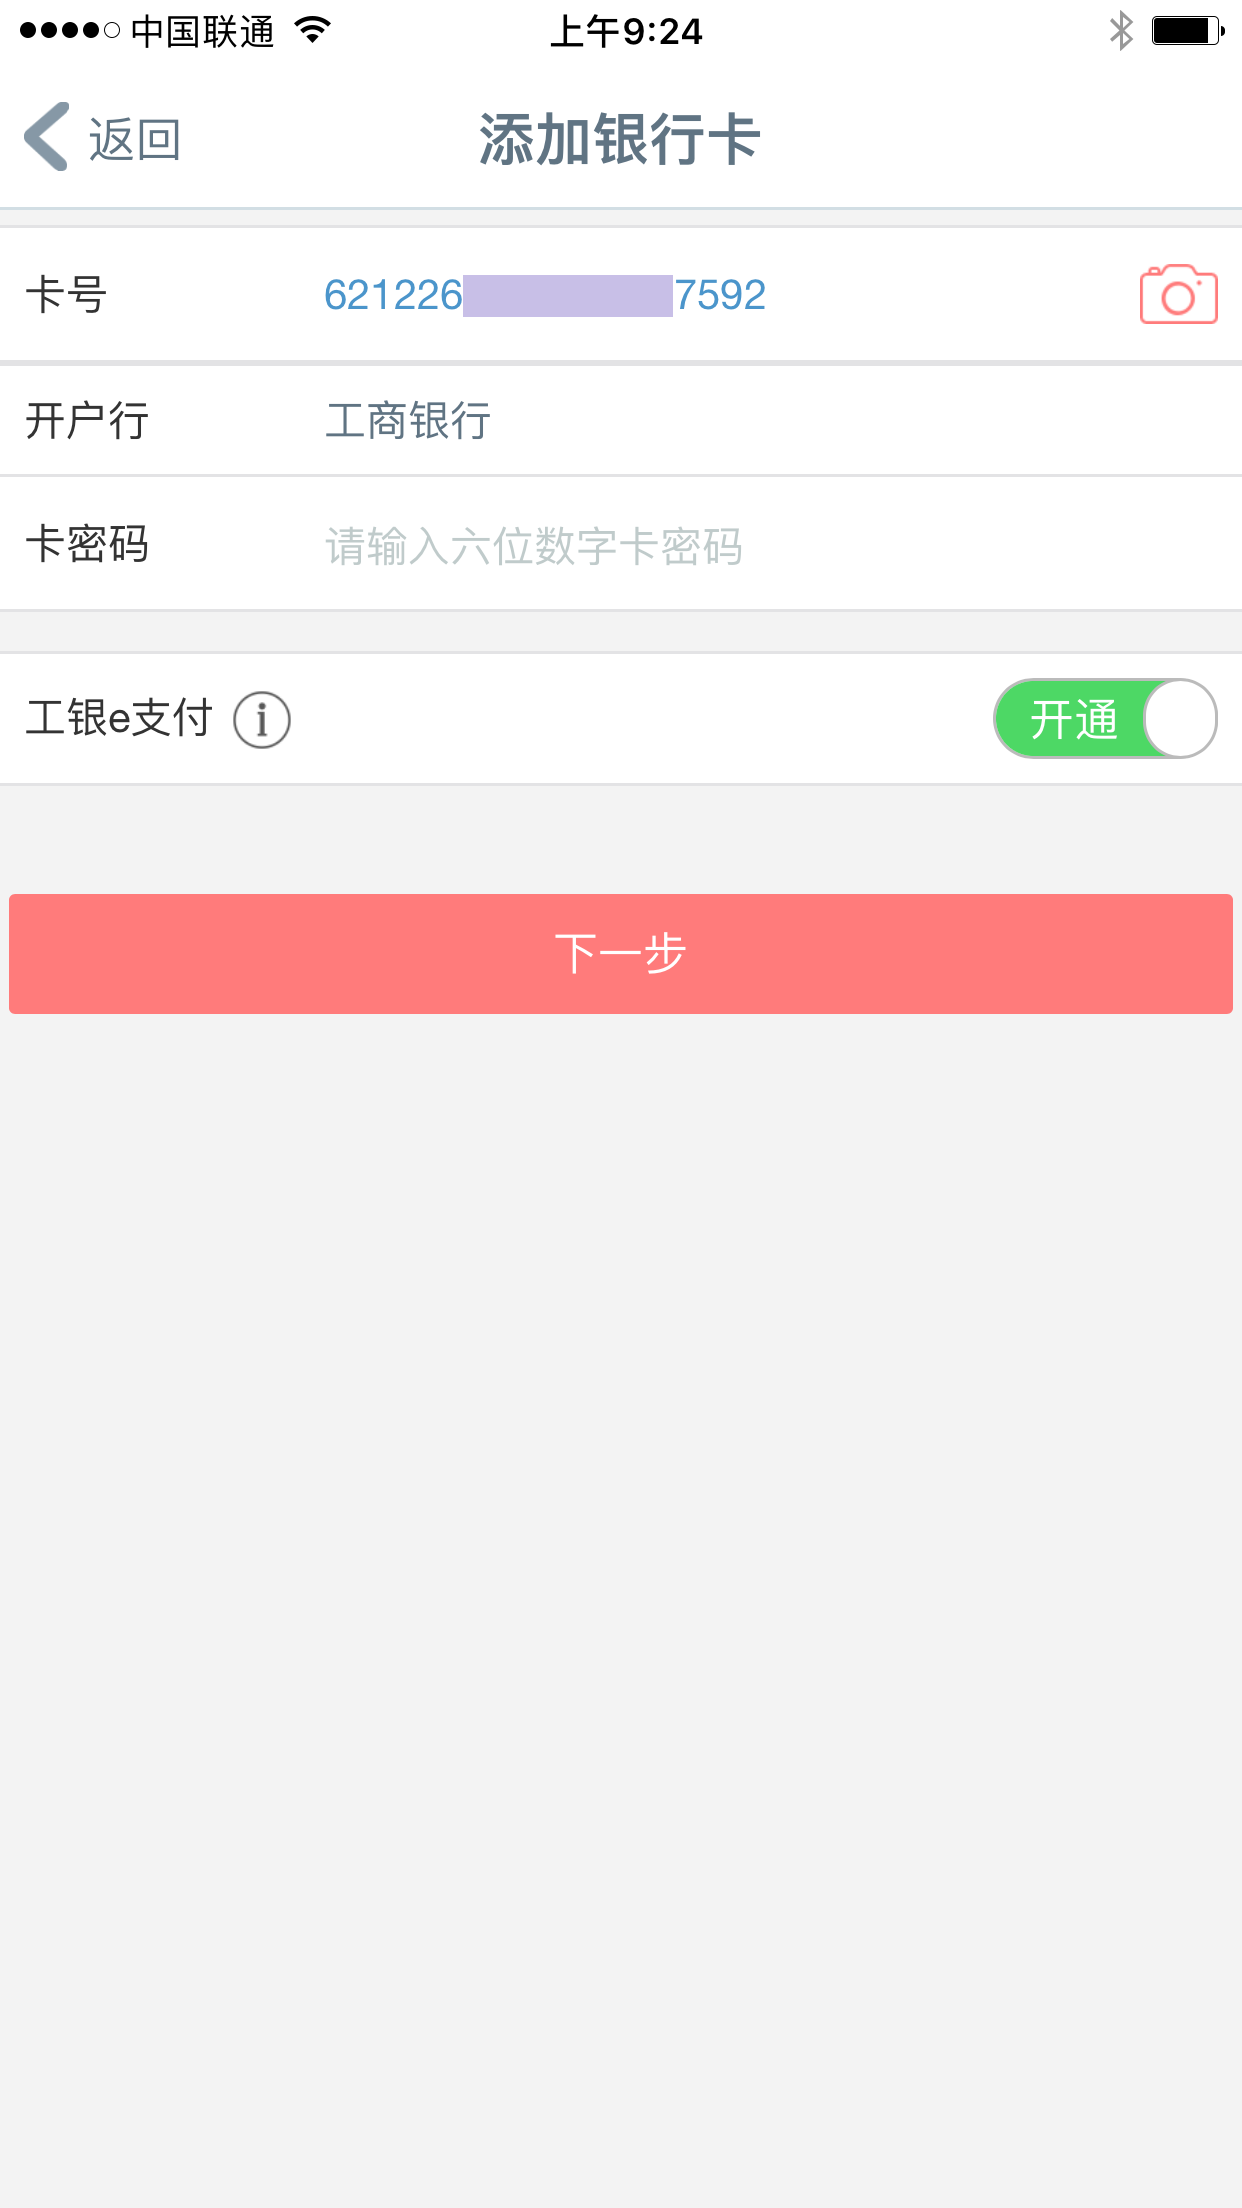 中国联通 上午9:24
返回 添加银行卡
卡号 621226 7592
开户行 工商银行
卡密码 请输入六位数字卡密码
工银e支付 i 开通
下一步